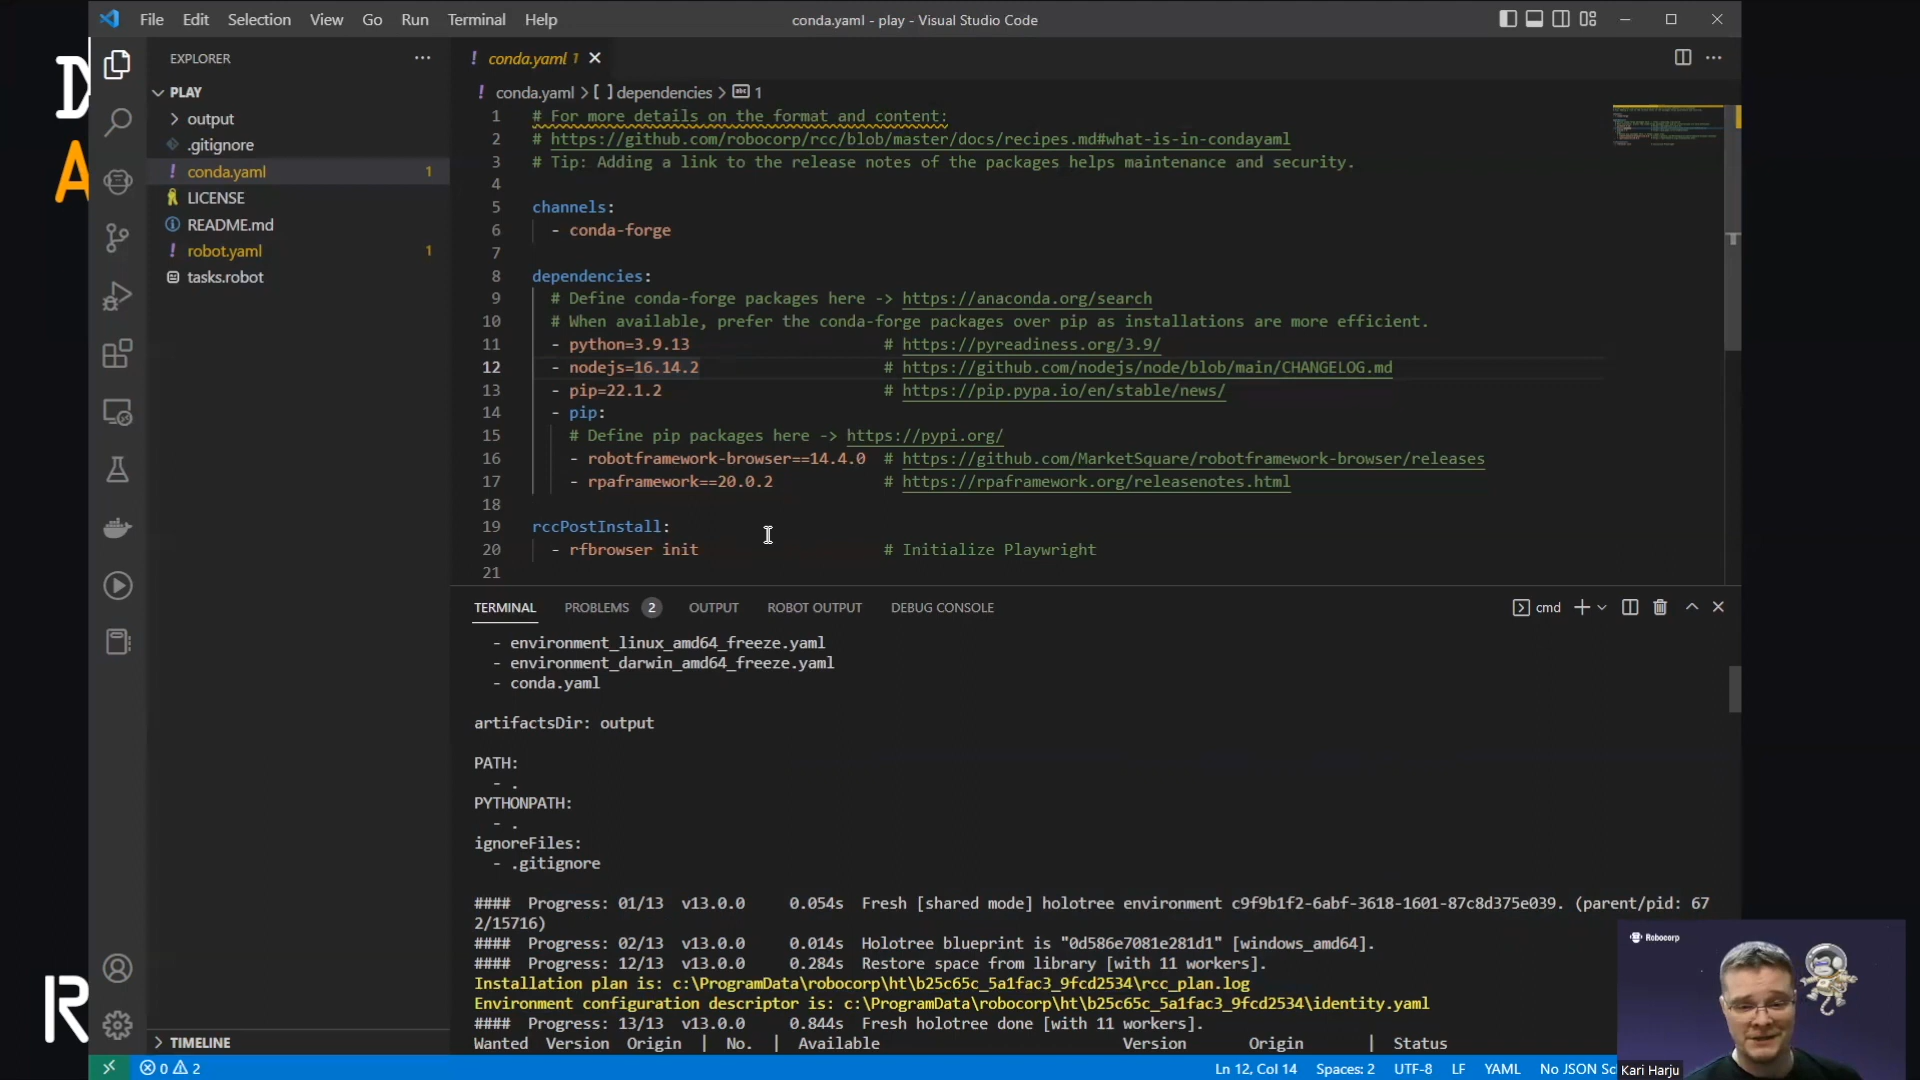 File Edit Selection View Go Run Terminal Help
conda.yaml - play - Visual Studio Code
EXPLORER
PLAY
output
.gitignore
conda.yaml 1
LICENSE
README.md
robot.yaml 1
tasks.robot
TIMELINE
D
A
R
! conda.yaml 1
! conda.yaml > [ ] dependencies > abc 1
1 # For more details on the format and content:
2 # https://github.com/robocorp/rcc/blob/master/docs/recipes.md#what-is-in-condayaml
3 # Tip: Adding a link to the release notes of the packages helps maintenance and security.
4
5 channels:
6 - conda-forge
7
8 dependencies:
9 # Define conda-forge packages here -> https://anaconda.org/search
10 # When available, prefer the conda-forge packages over pip as installations are more efficient.
11 - python=3.9.13 # https://pyreadiness.org/3.9/
12 - nodejs=16.14.2 # https://github.com/nodejs/node/blob/main/CHANGELOG.md
13 - pip=22.1.2 # https://pip.pypa.io/en/stable/news/
14 - pip:
15 # Define pip packages here -> https://pypi.org/
16 - robotframework-browser==14.4.0 # https://github.com/MarketSquare/robotframework-browser/releases
17 - rpaframework==20.0.2 # https://rpaframework.org/releasenotes.html
18
19 rccPostInstall:
20 - rfbrowser init # Initialize Playwright
21
TERMINAL PROBLEMS 2 OUTPUT ROBOT OUTPUT DEBUG CONSOLE
cmd
- environment_linux_amd64_freeze.yaml
- environment_darwin_amd64_freeze.yaml
- conda.yaml
artifactsDir: output
PATH:
- .
PYTHONPATH:
- .
ignoreFiles:
- .gitignore
#### Progress: 01/13 v13.0.0 0.054s Fresh [shared mode] holotree environment c9f9b1f2-6abf-3618-1601-87c8d375e039. (parent/pid: 67
2/15716)
#### Progress: 02/13 v13.0.0 0.014s Holotree blueprint is "0d586e7081e281d1" [windows_amd64].
#### Progress: 12/13 v13.0.0 0.284s Restore space from library [with 11 workers].
Installation plan is: c:\ProgramData\robocorp\ht\b25c65c_5a1fac3_9fcd2534\rcc_plan.log
Environment configuration descriptor is: c:\ProgramData\robocorp\ht\b25c65c_5a1fac3_9fcd2534\identity.yaml
#### Progress: 13/13 v13.0.0 0.844s Fresh holotree done [with 11 workers].
Wanted Version Origin | No. | Available Version Origin | Status
0 2
Ln 12, Col 14 Spaces: 2 UTF-8 LF YAML No JSON Sc
Robocorp
Kari Harju